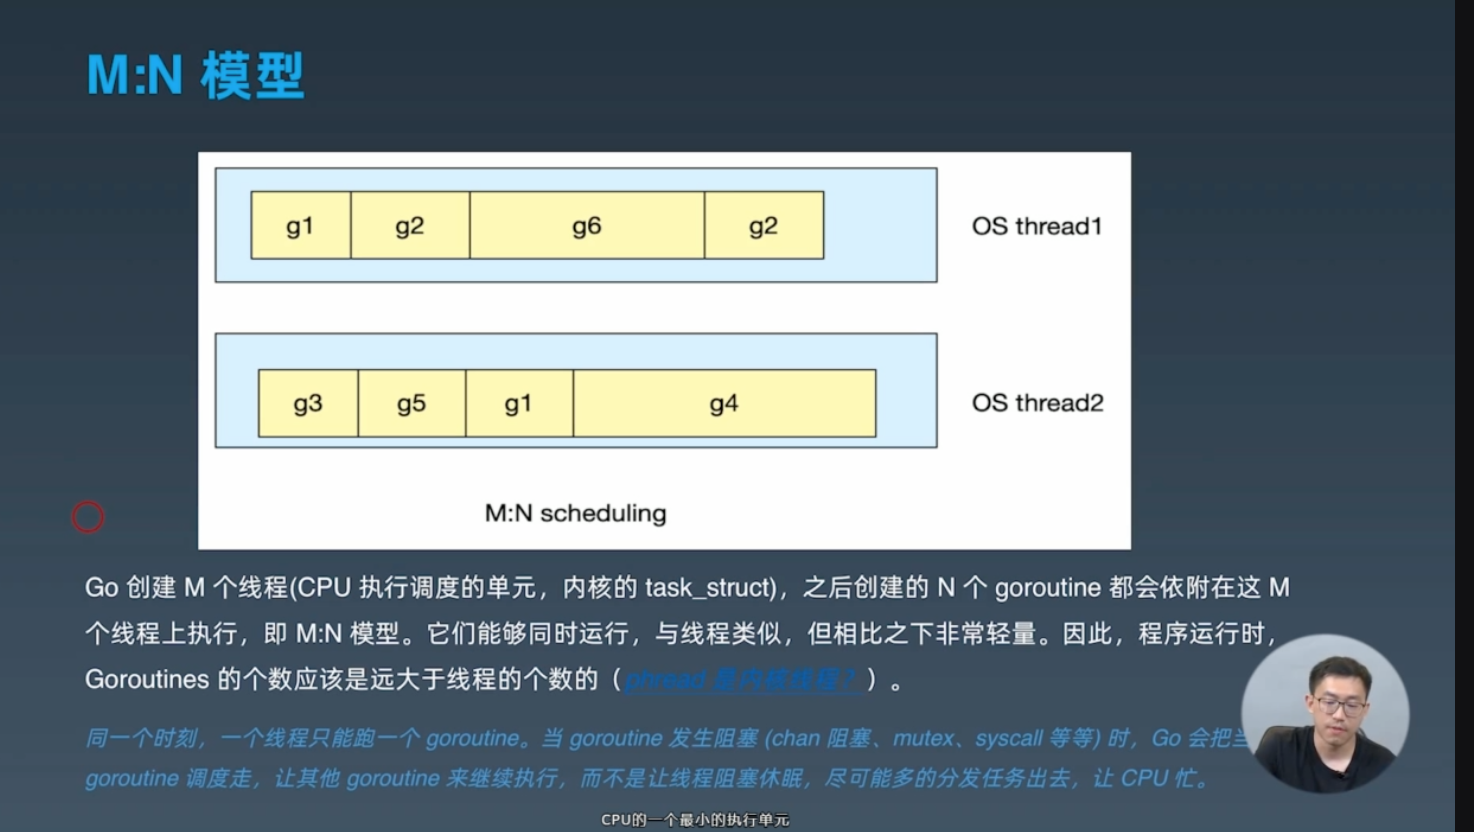 M:N 模型
g1 g2 g6 g2 OS thread1
g3 g5 g1 g4 OS thread2
M:N scheduling
Go 创建 M 个线程(CPU 执行调度的单元，内核的 task_struct)，之后创建的 N 个 goroutine 都会依附在这 M
个线程上执行，即 M:N 模型。它们能够同时运行，与线程类似，但相比之下非常轻量。因此，程序运行时，
Goroutines 的个数应该是远大于线程的个数的（phread 是内核线程？）。
同一个时刻，一个线程只能跑一个 goroutine。当 goroutne 发生阻塞 (chan 阻塞、mutex、syscall 等等) 时，Go 会把当
goroutine 调度走，让其他 goroutine 来继续执行，而不是让线程阻塞休眠，尽可能多的分发任务出去，让 CPU 忙。
CPU的一个最小的执行单元